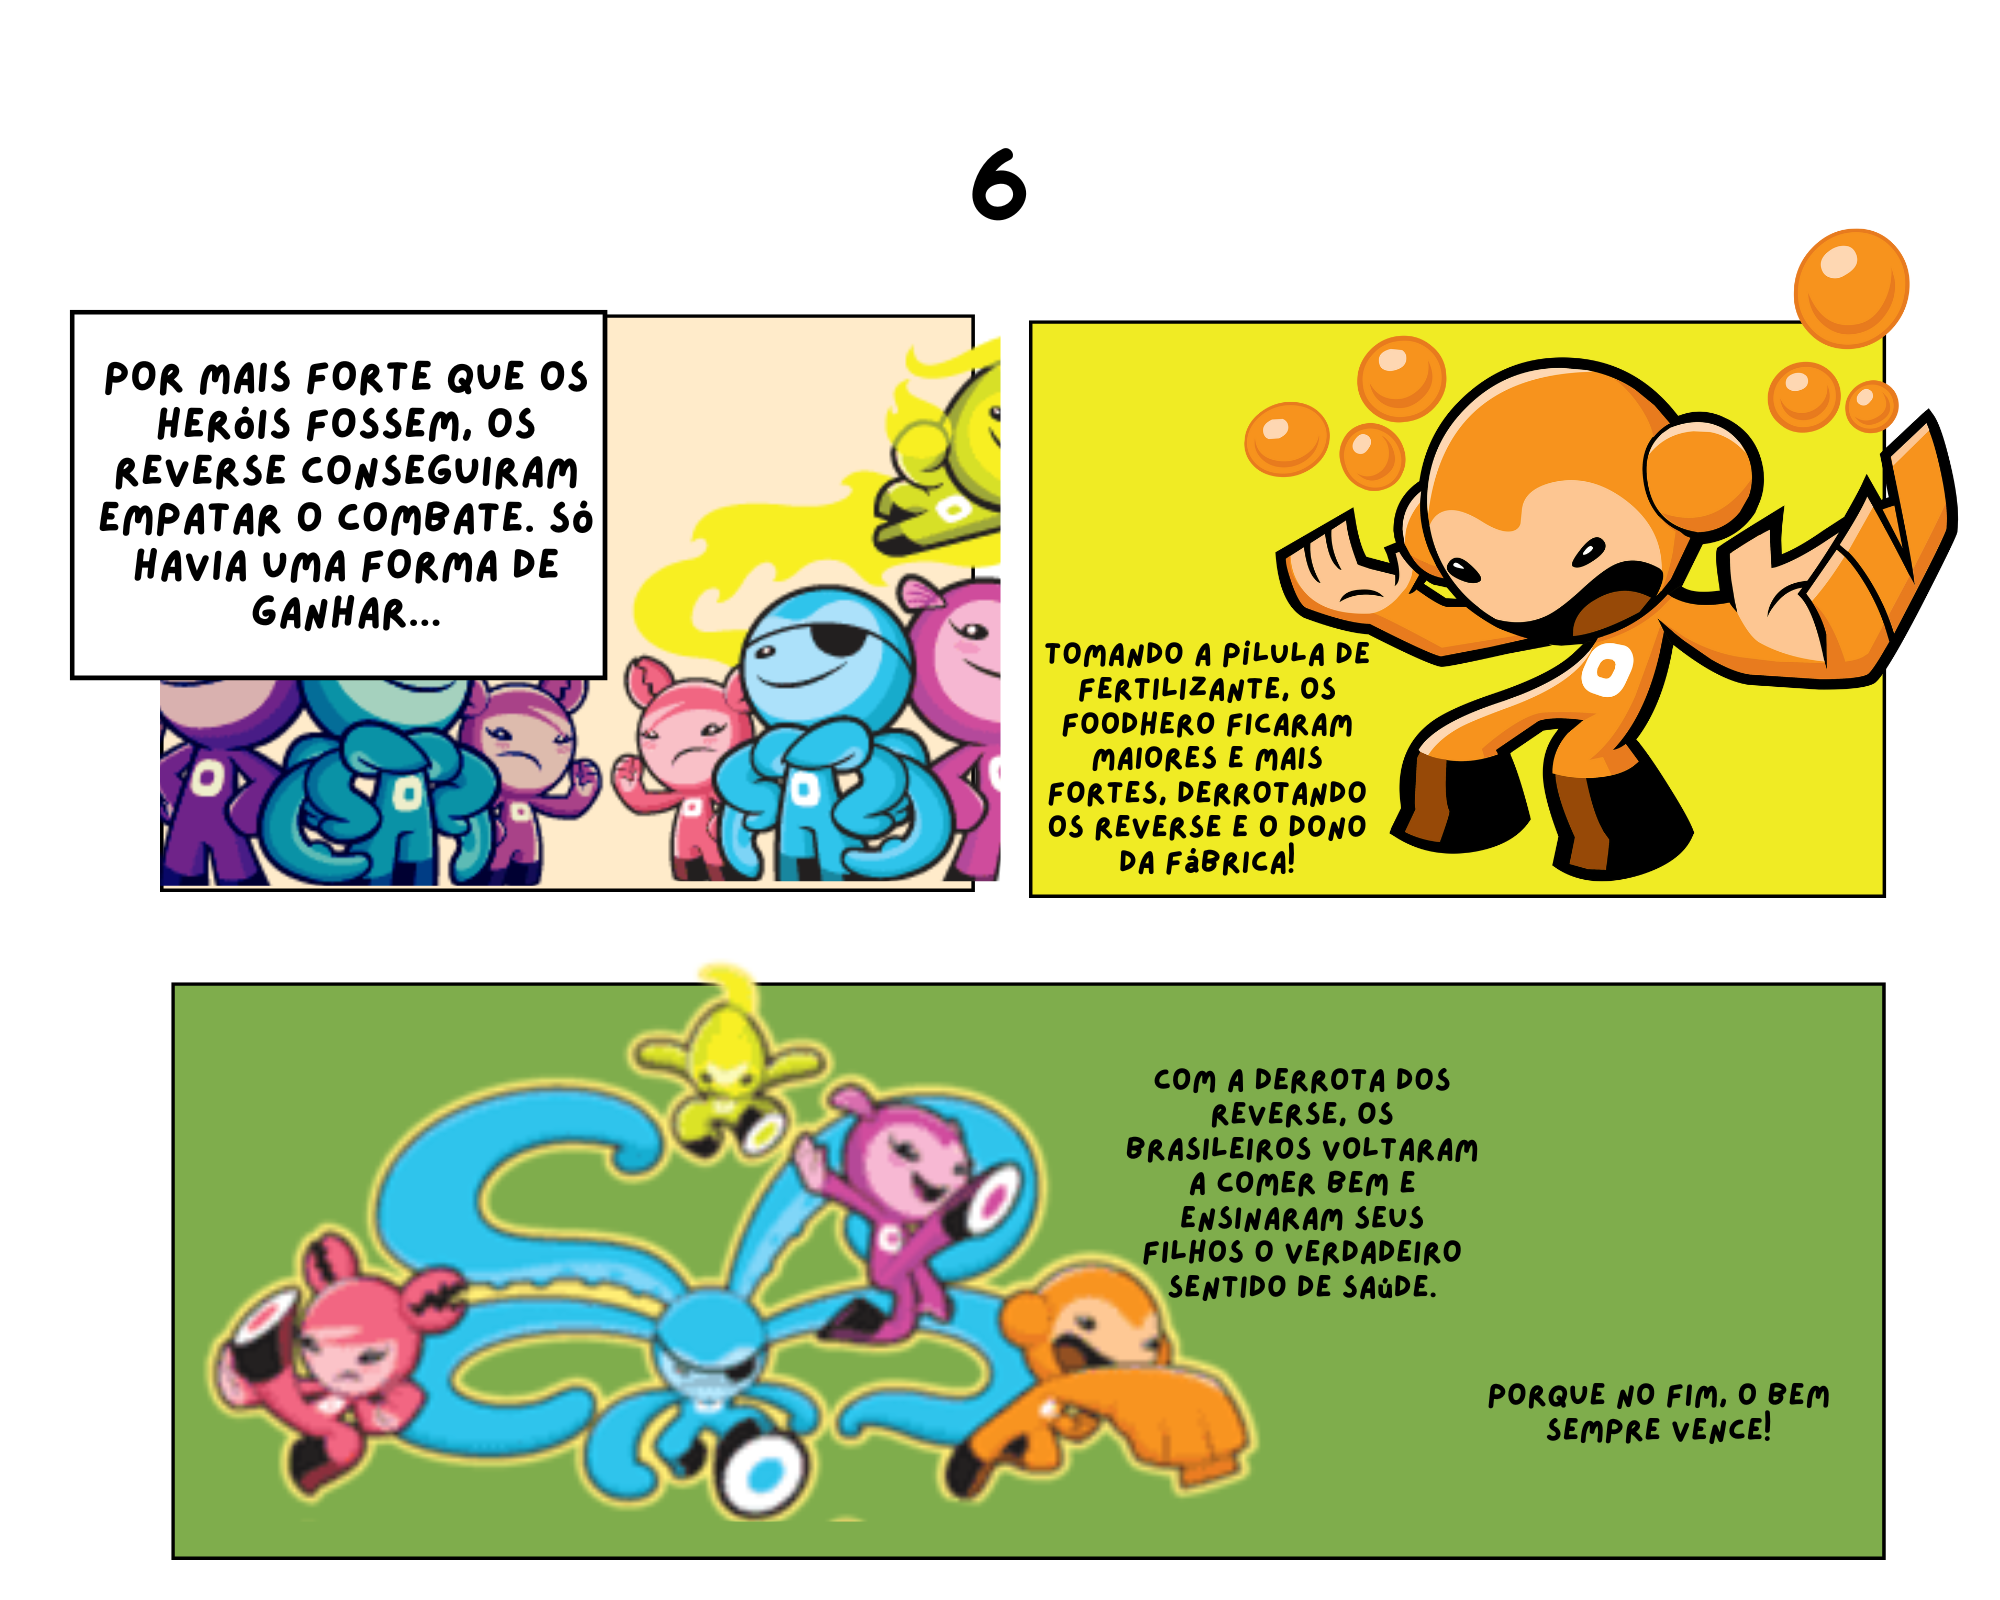 6
POR MAIS FORTE QUE OS
HERÓIS FOSSEM, OS
REVERSE CONSEGUIRAM
EMPATAR O COMBATE. SÓ
HAVIA UMA FORMA DE
GANHAR...
TOMANDO A PÍLULA DE
FERTILIZANTE, OS
FOODHERO FICARAM
MAIORES E MAIS
FORTES, DERROTANDO
OS REVERSE E O DONO
DA FÁBRICA!
COM A DERROTA DOS
REVERSE, OS
BRASILEIROS VOLTARAM
A COMER BEM E
ENSINARAM SEUS
FILHOS O VERDADEIRO
SENTIDO DE SAÚDE.
PORQUE NO FIM, O BEM
SEMPRE VENCE!